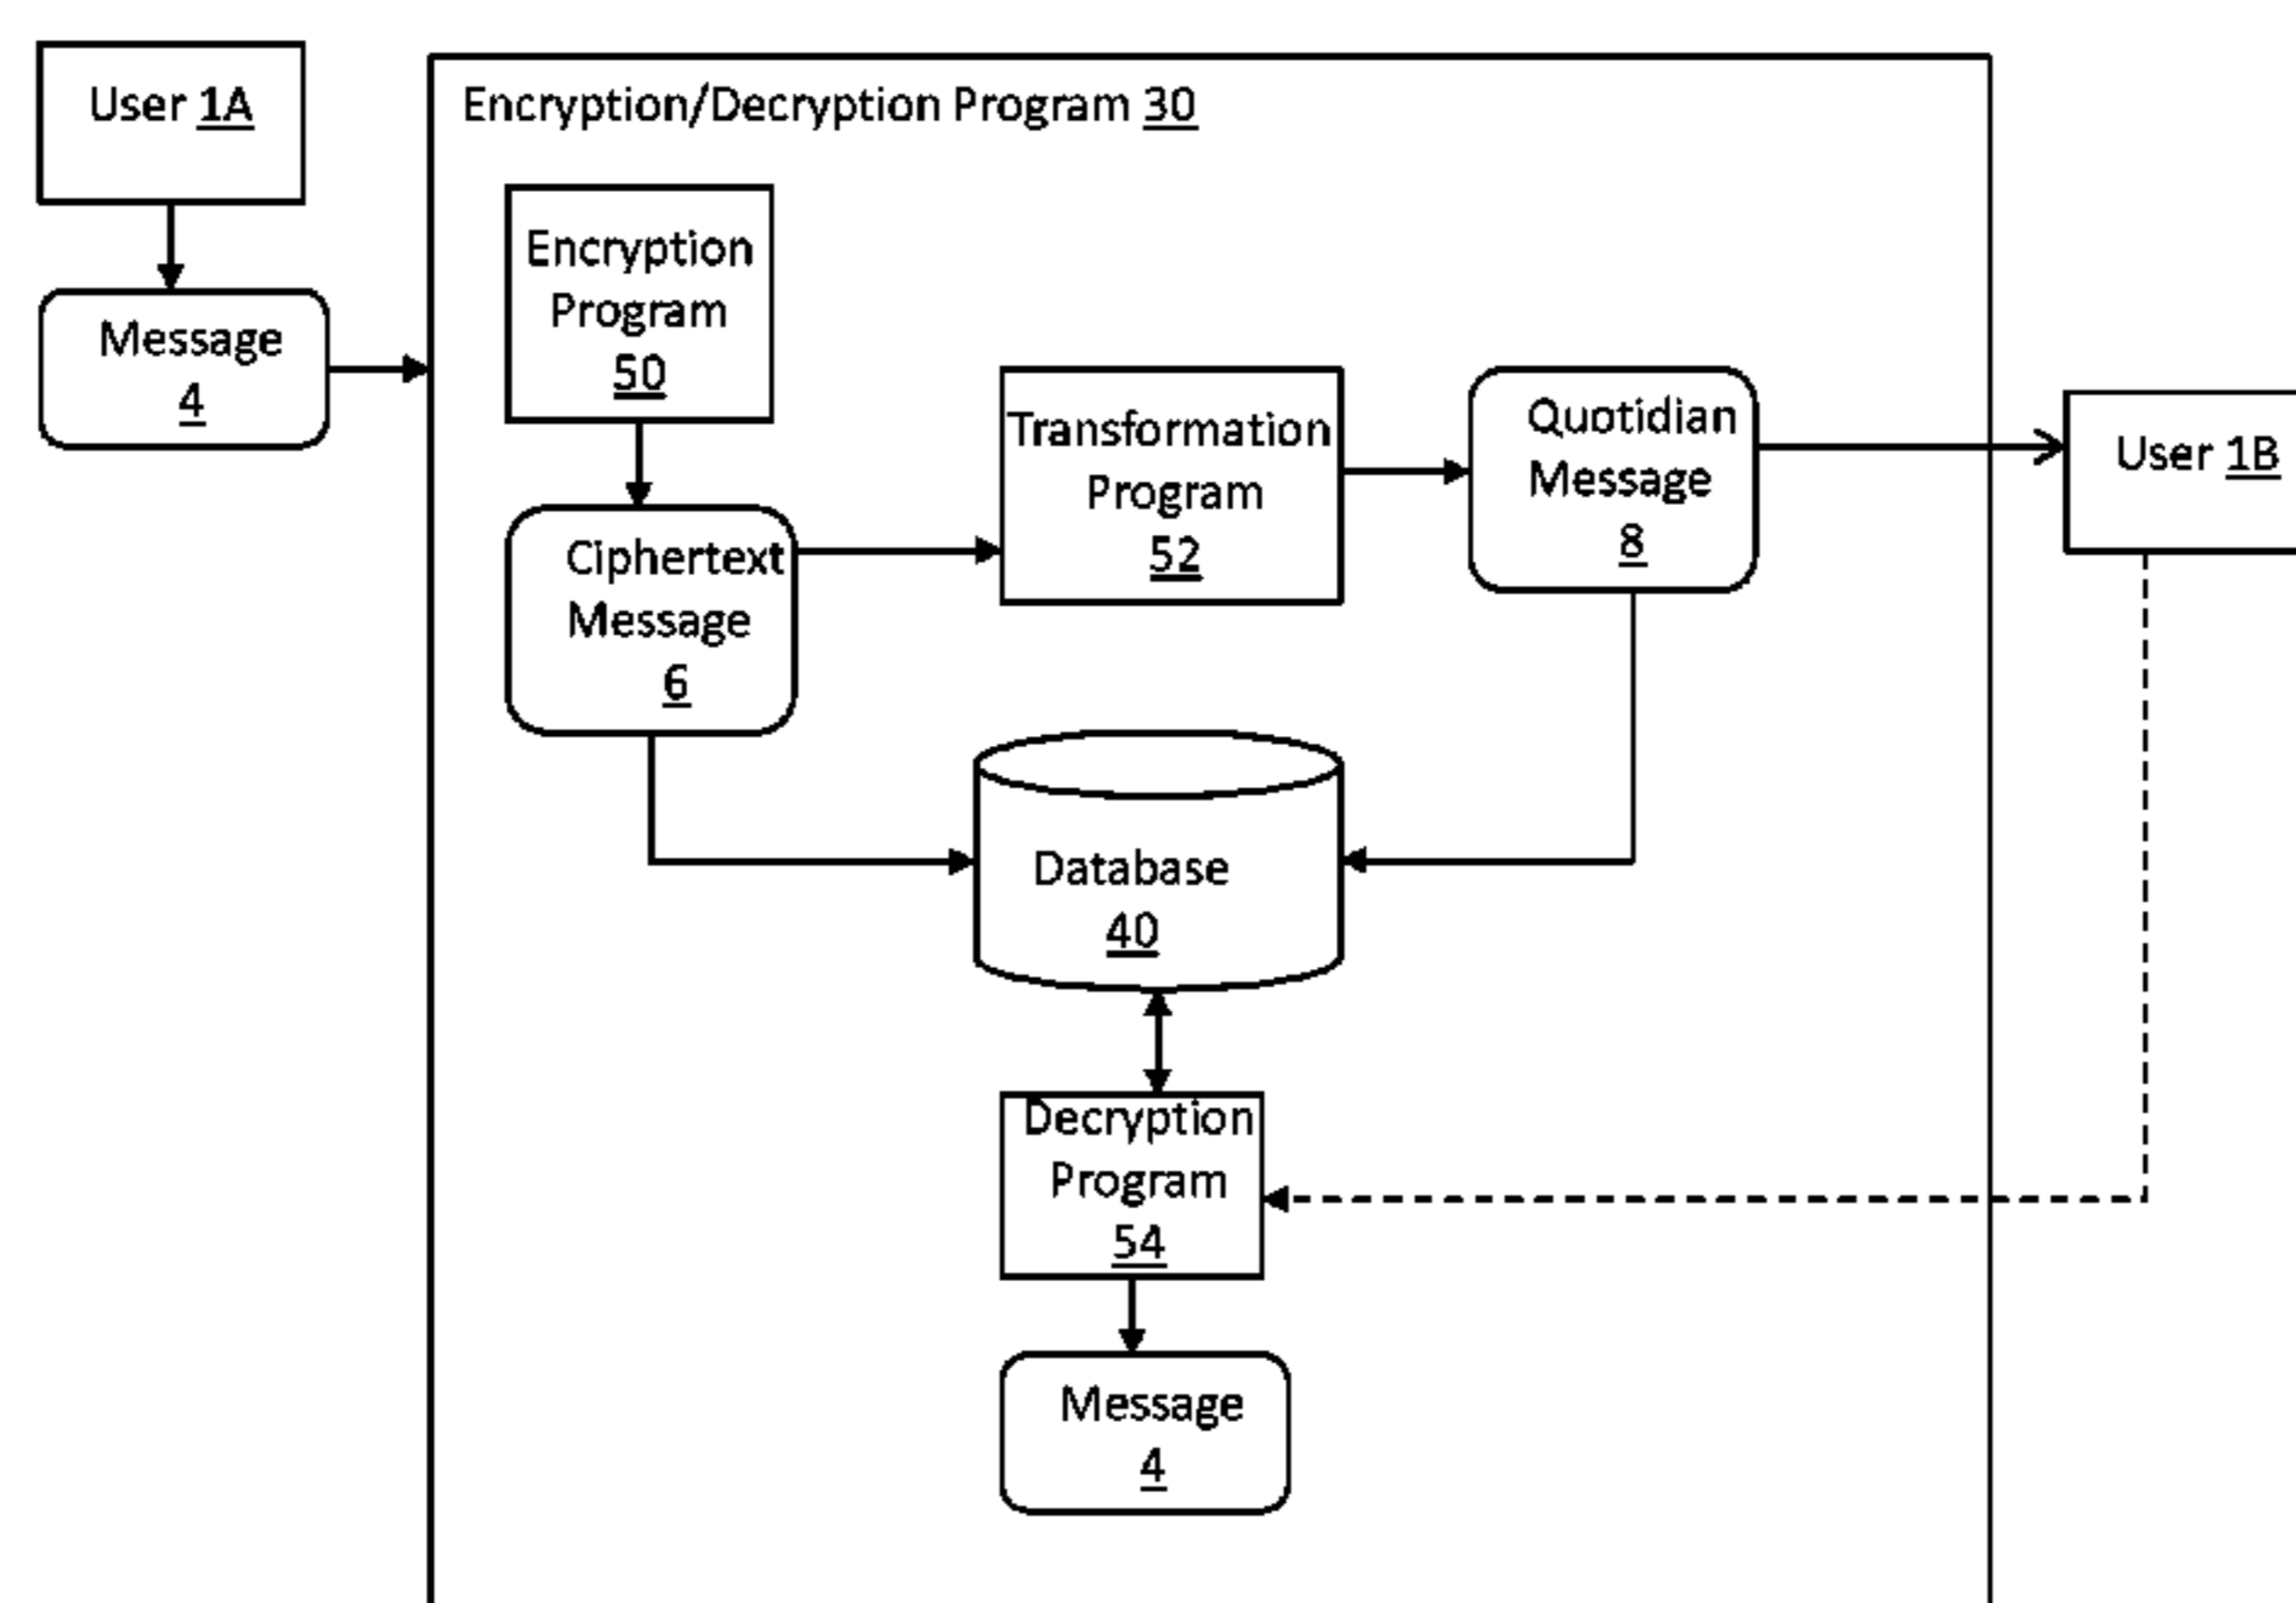 User 1A
Message
4
Encryption/Decryption Program 30
Encryption
Program
50
Ciphertext
Message
6
Transformation
Program
52
Quotidian
Message
8
User 1B
Database
40
Decryption
Program
54
Message
4